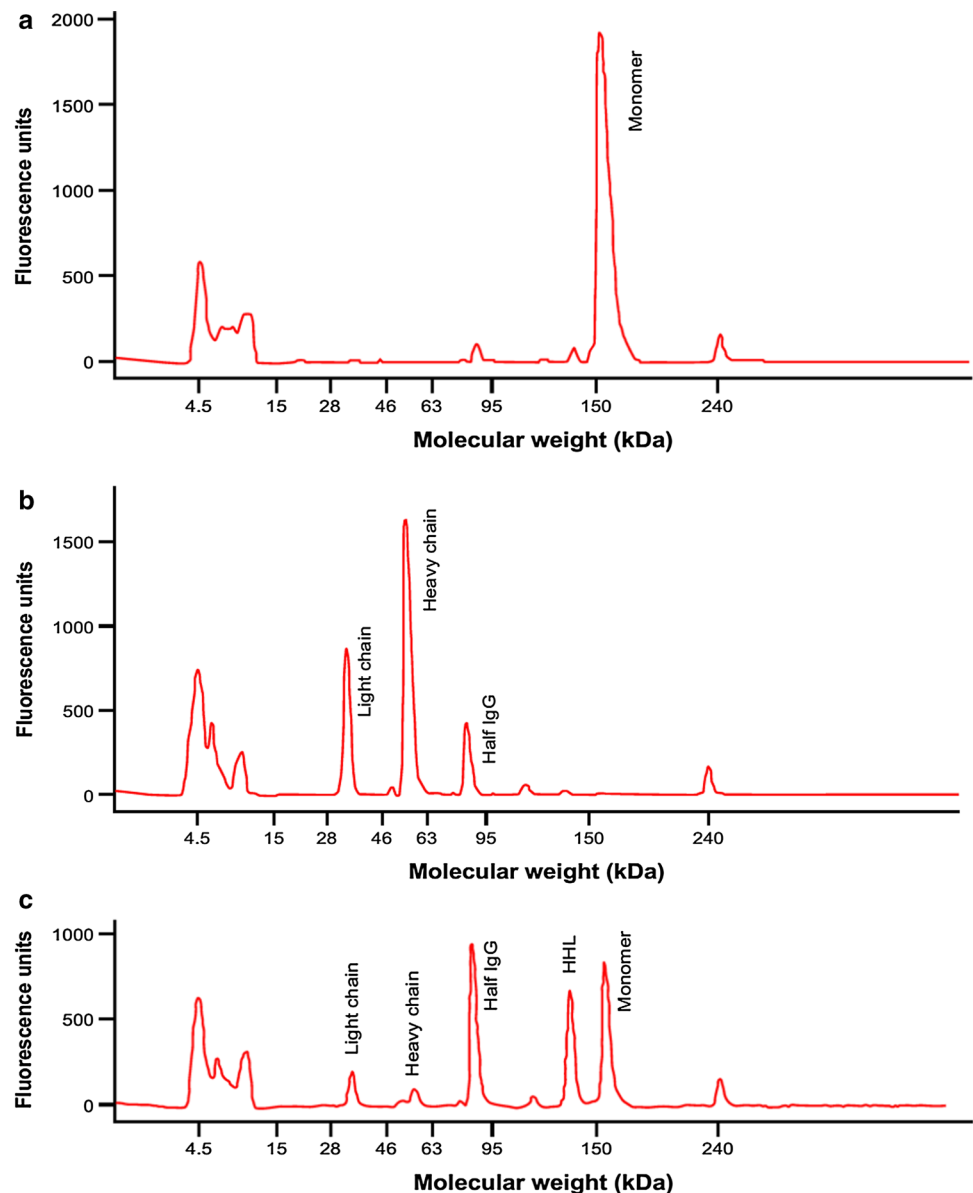 a
Fluorescence units
2000
1500
1000
500
0
Monomer
4.5 15 28 46 63 95 150 240
Molecular weight (kDa)
b
Fluorescence units
1500
1000
500
0
Light chain
Heavy chain
Half IgG
4.5 15 28 46 63 95 150 240
Molecular weight (kDa)
c
Fluorescence units
1000
500
0
Light chain
Heavy chain
Half IgG
HHL
Monomer
4.5 15 28 46 63 95 150 240
Molecular weight (kDa)